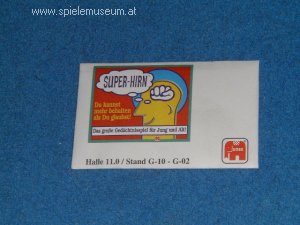 www.spielemuseum.at
SUPER-HIRN
Du kannst
mehr behalten
als Du glaubst!
Das große Gedächtnisspiel für Jung und Alt!
Jumbo
Halle 11.0 / Stand G-10 - G-02